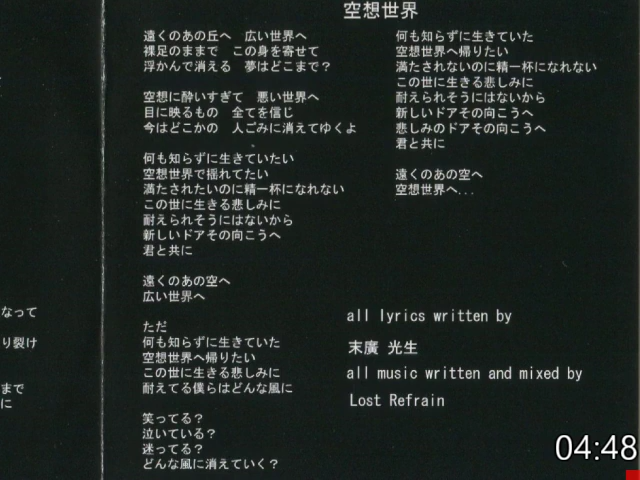 空想世界
遠くのあの丘へ　広い世界へ
裸足のままで　この身を寄せて
浮かんで消える　夢はどこまで？
空想に酔いすぎて　悪い世界へ
目に映るもの　全てを信じ
今はどこかの　人ごみに消えてゆくよ
何も知らずに生きていたい
空想世界で揺れてたい
満たされたいのに精一杯になれない
この世に生きる悲しみに
耐えられそうにはないから
新しいドアその向こうへ
君と共に
遠くのあの空へ
広い世界へ
ただ
何も知らずに生きていた
空想世界へ帰りたい
この世に生きる悲しみに
耐えてる僕らはどんな風に
笑ってる？
泣いている？
迷ってる？
どんな風に消えていく？
何も知らずに生きていた
空想世界へ帰りたい
満たされないのに精一杯になれない
この世に生きる悲しみに
耐えられそうにはないから
新しいドアその向こうへ
悲しみのドアその向こうへ
君と共に
遠くのあの空へ
空想世界へ...
all lyrics written by
末廣 光生
all music written and mixed by
Lost Refrain
なって
り裂け
まで
に
04:48